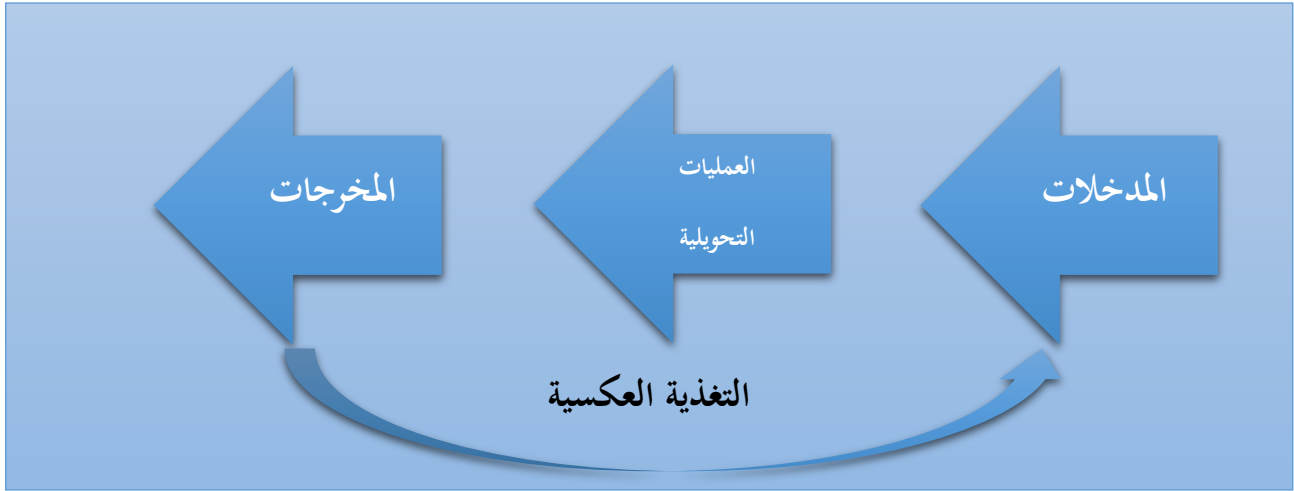 المدخلات
العمليات
التحويلية
المخرجات
التغذية العكسية